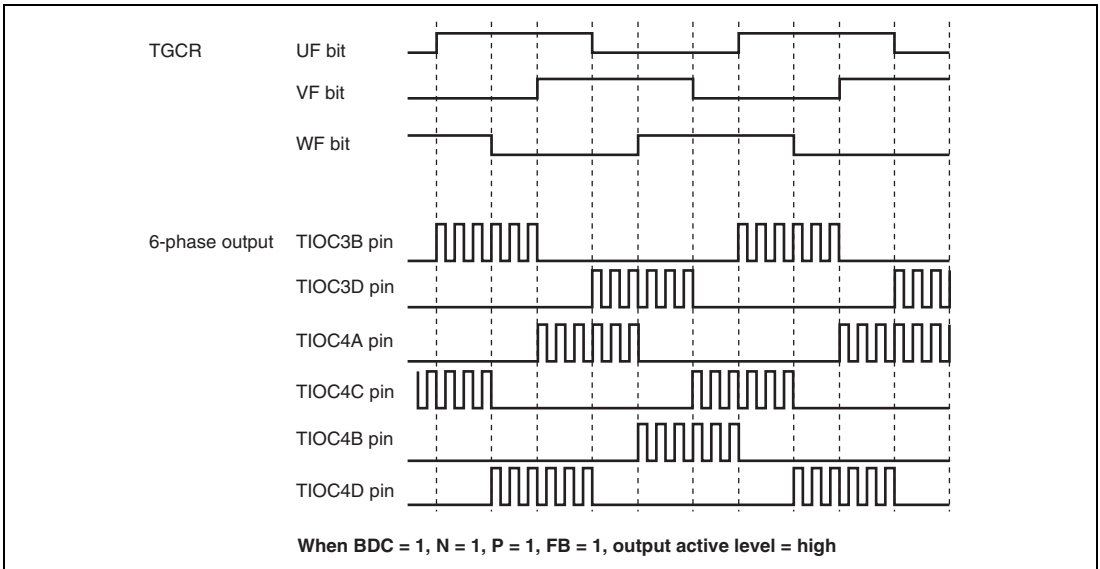 TGCR UF bit
VF bit
WF bit
6-phase output TIOC3B pin
TIOC3D pin
TIOC4A pin
TIOC4C pin
TIOC4B pin
TIOC4D pin
When BDC = 1, N = 1, P = 1, FB = 1, output active level = high